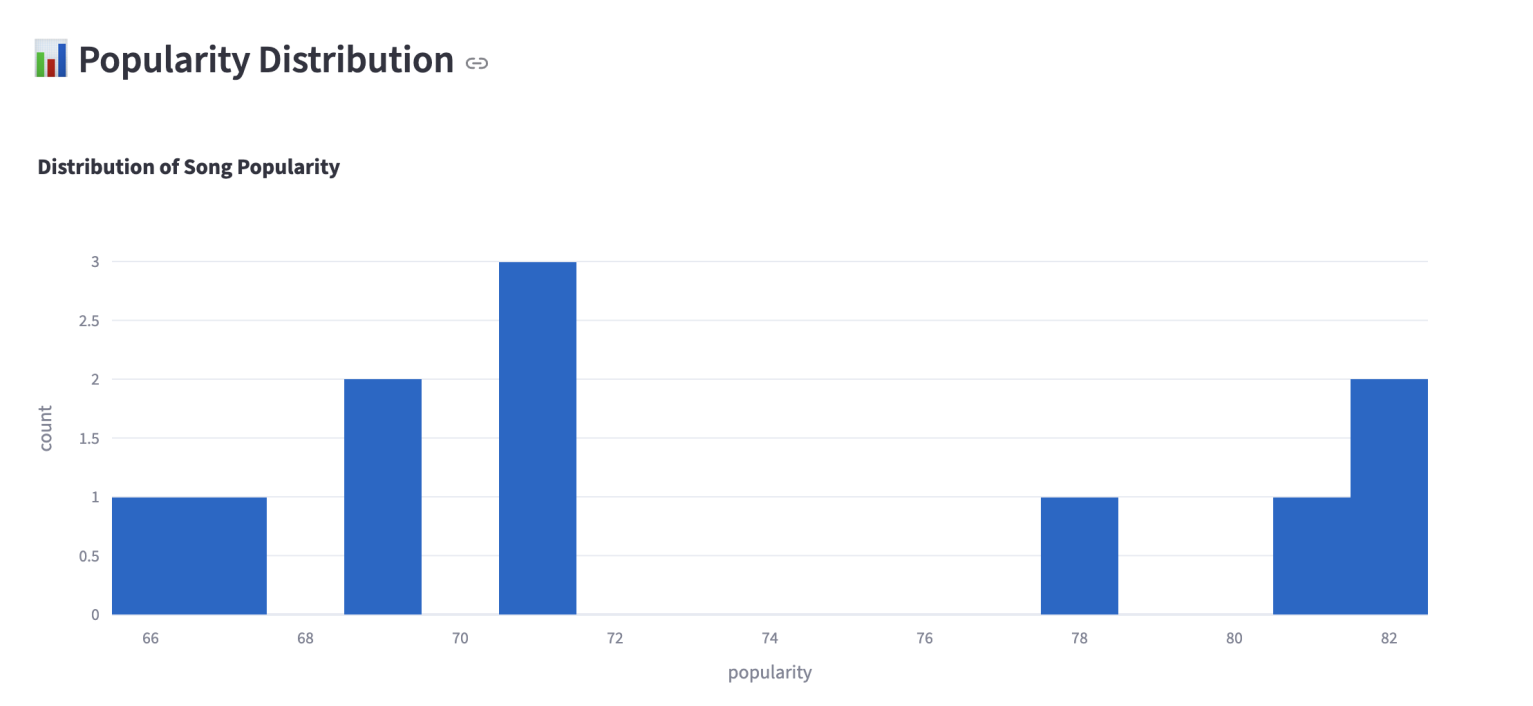 Popularity Distribution
Distribution of Song Popularity
3
2.5
2
1.5
1
0.5
0
count
66 68 70 72 74 76 78 80 82
popularity